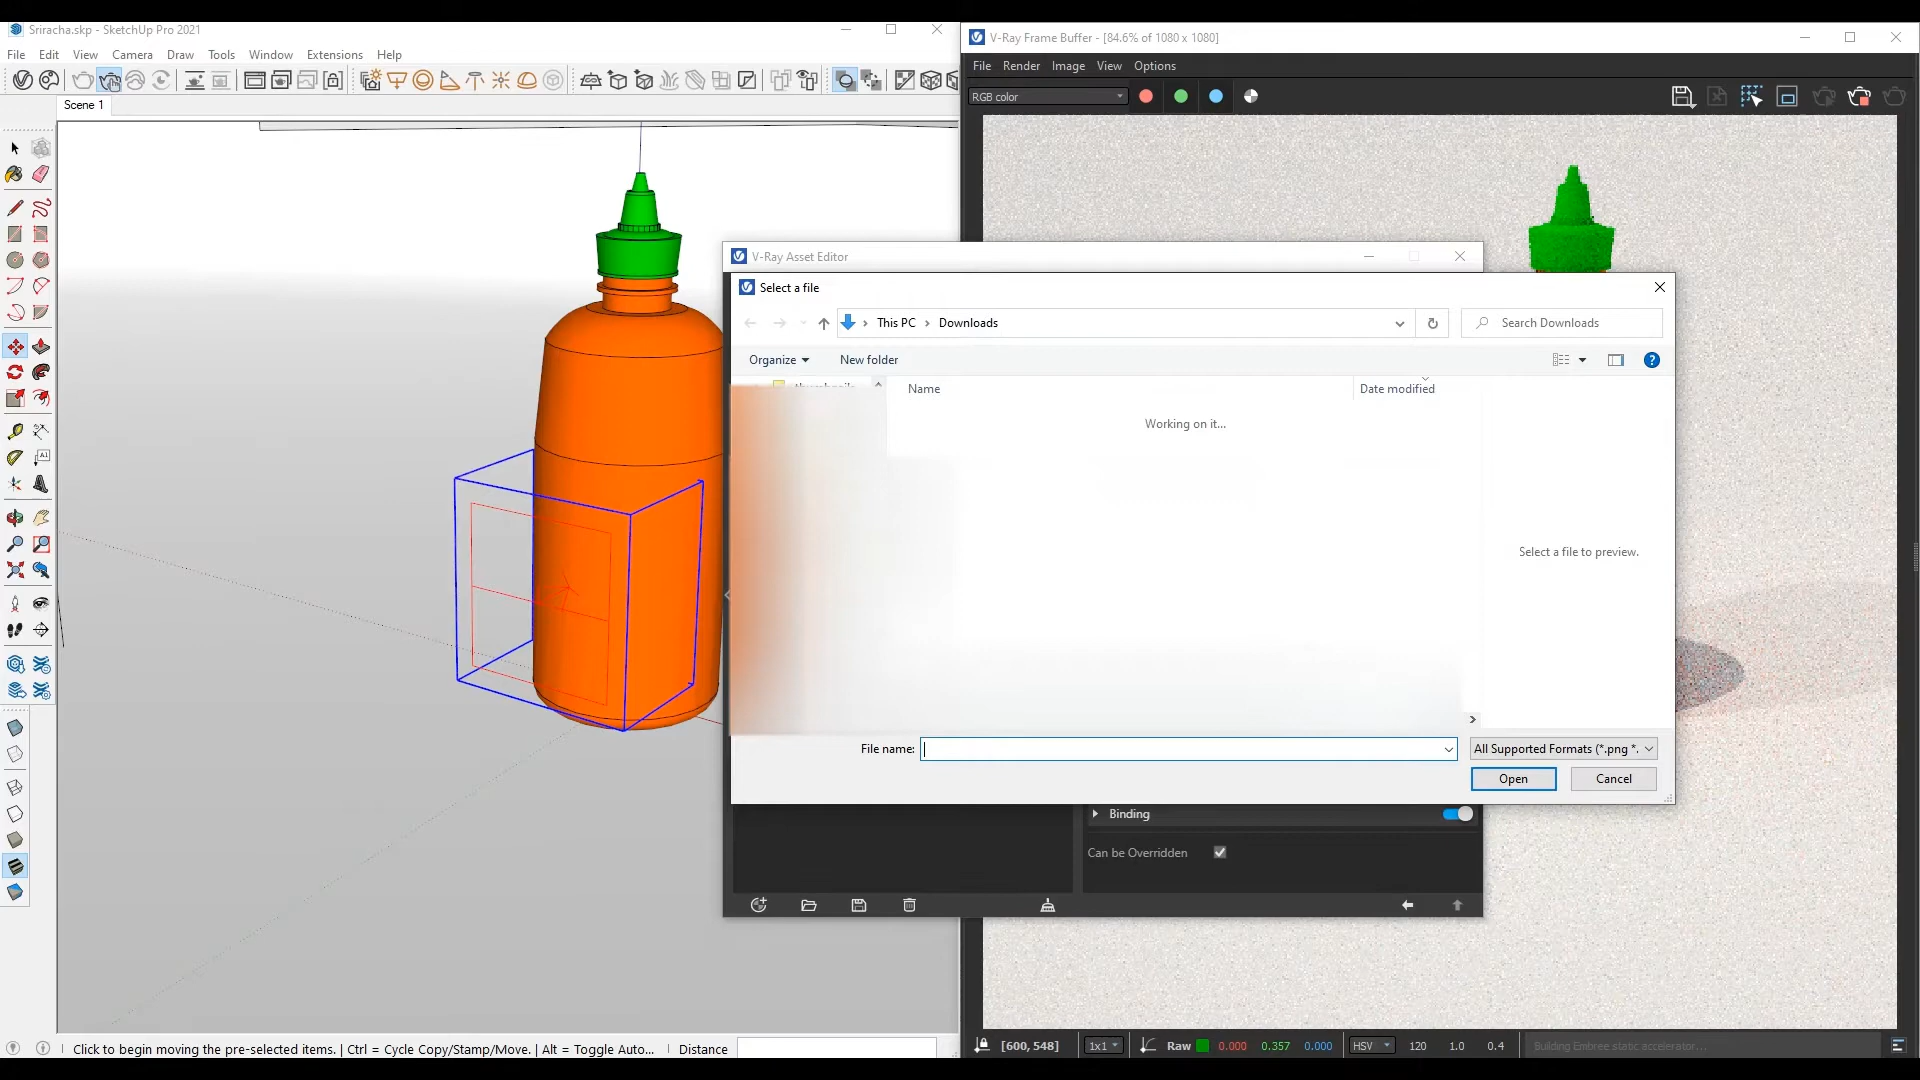 Sriracha.skp - SketchUp Pro 2021
File Edit View Camera Draw Tools Window Extensions Help
Scene 1
V-Ray Frame Buffer - [84.6% of 1080 x 1080]
File Render Image View Options
RGB color
V-Ray Asset Editor
Select a file
This PC › Downloads
Search Downloads
Organize New folder
Name Date modified
Working on it...
Select a file to preview.
File name:
All Supported Formats (*.png *.
Open Cancel
Binding
Can be Overridden
Click to begin moving the pre-selected items. | Ctrl = Cycle Copy/Stamp/Move. | Alt = Toggle Auto... Distance
[600, 548] 1x1 Raw 0.000 0.357 0.000 HSV 120 1.0 0.4 Building Embree static accelerator...